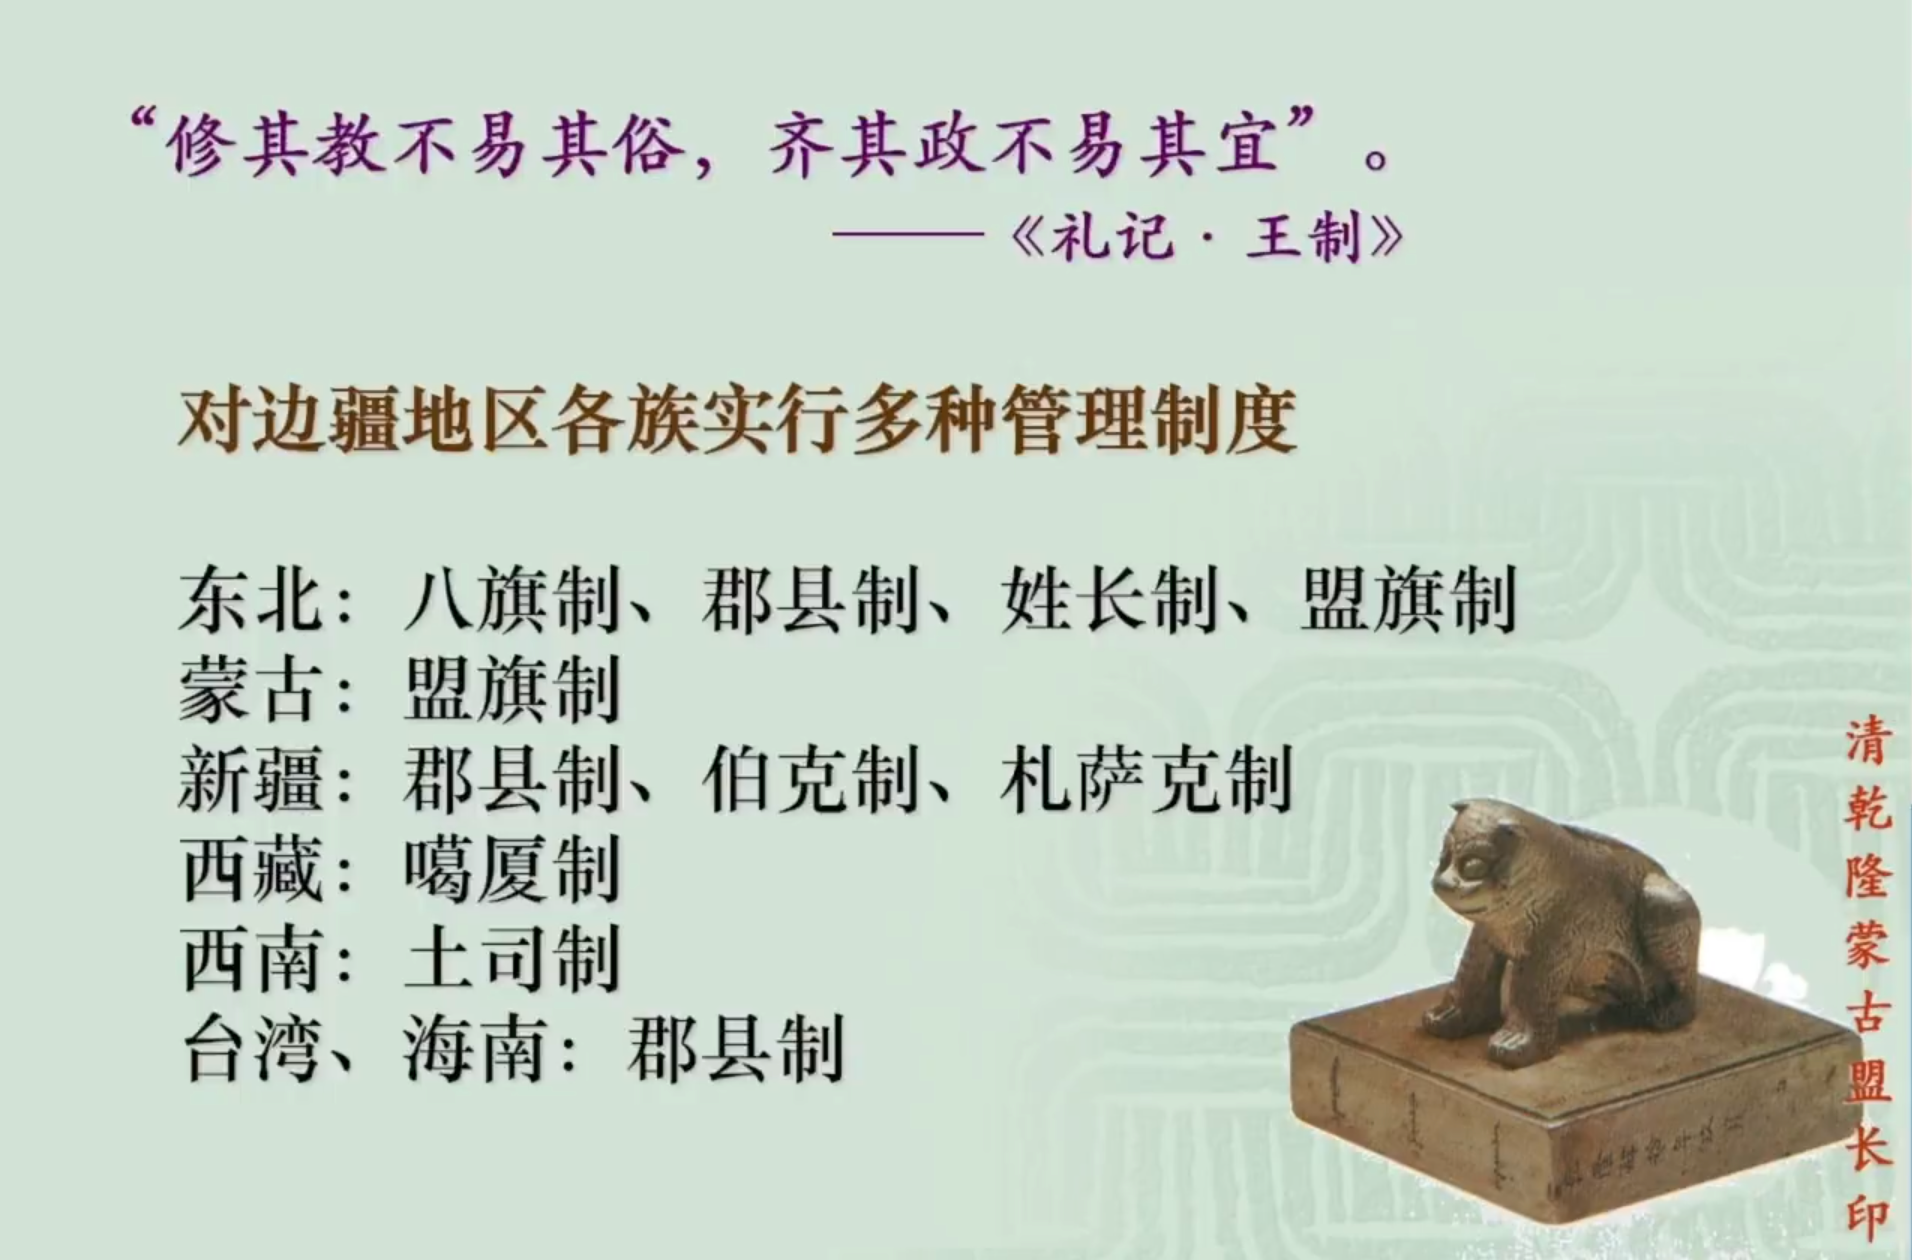 “修其教不易其俗，齐其政不易其宜”。
——《礼记·王制》
对边疆地区各族实行多种管理制度
东北：八旗制、郡县制、姓长制、盟旗制
蒙古：盟旗制
新疆：郡县制、伯克制、札萨克制
西藏：噶厦制
西南：土司制
台湾、海南：郡县制
清乾隆蒙古盟长印